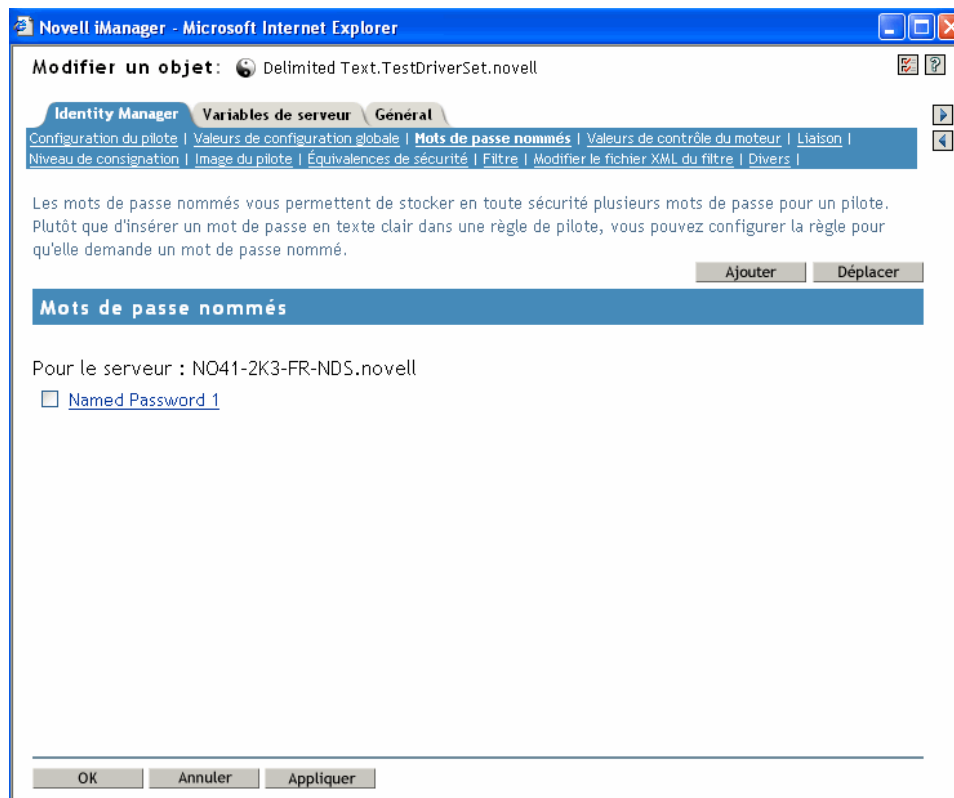 Novell iManager - Microsoft Internet Explorer
Modifier un objet: Delimited Text.TestDriverSet.novell
Identity Manager Variables de serveur Général
Configuration du pilote | Valeurs de configuration globale | Mots de passe nommés | Valeurs de contrôle du moteur | Liaison |
Niveau de consignation | Image du pilote | Équivalences de sécurité | Filtre | Modifier le fichier XML du filtre | Divers |
Les mots de passe nommés vous permettent de stocker en toute sécurité plusieurs mots de passe pour un pilote.
Plutôt que d'insérer un mot de passe en texte clair dans une règle de pilote, vous pouvez configurer la règle pour
qu'elle demande un mot de passe nommé.
Ajouter Déplacer
Mots de passe nommés
Pour le serveur : NO41-2K3-FR-NDS.novell
Named Password 1
OK Annuler Appliquer